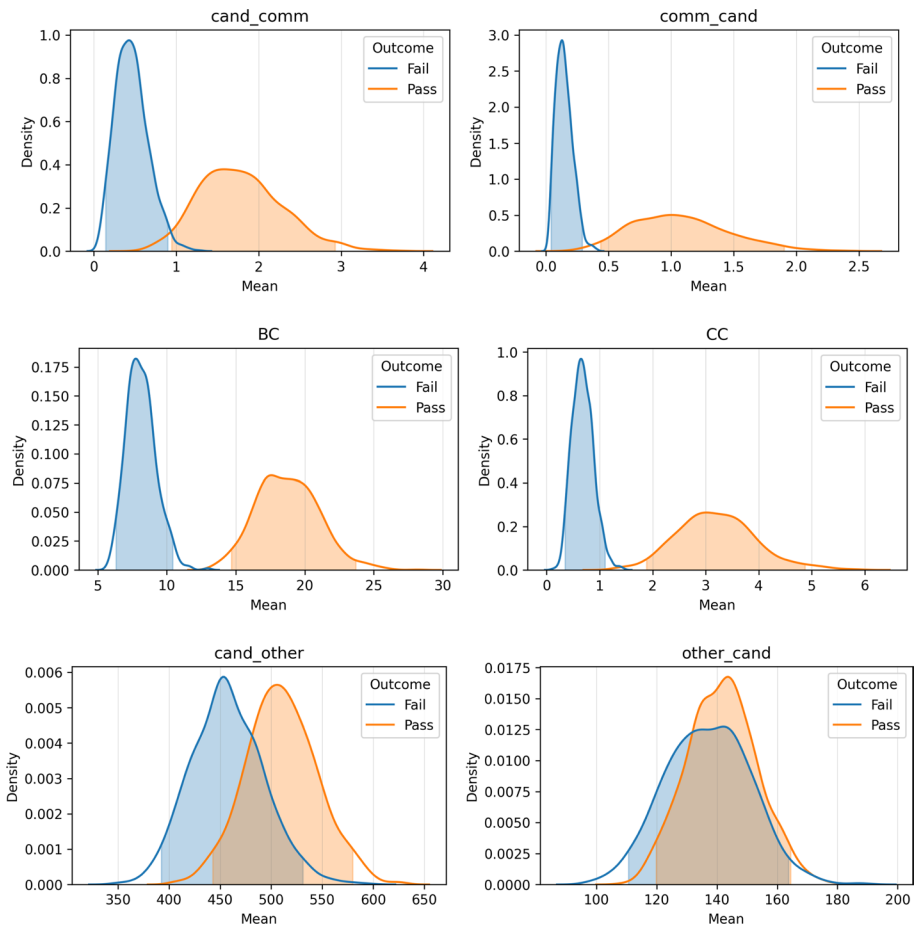 cand_comm
1.0
0.8
0.6
0.4
0.2
0.0
Density
0 1 2 3 4
Mean
Outcome
Fail
Pass
comm_cand
3.0
2.5
2.0
1.5
1.0
0.5
0.0
Density
0.0 0.5 1.0 1.5 2.0 2.5
Mean
Outcome
Fail
Pass
BC
0.175
0.150
0.125
0.100
0.075
0.050
0.025
0.000
Density
5 10 15 20 25 30
Mean
Outcome
Fail
Pass
CC
1.0
0.8
0.6
0.4
0.2
0.0
Density
0 1 2 3 4 5 6
Mean
Outcome
Fail
Pass
cand_other
0.006
0.005
0.004
0.003
0.002
0.001
0.000
Density
350 400 450 500 550 600 650
Mean
Outcome
Fail
Pass
other_cand
0.0175
0.0150
0.0125
0.0100
0.0075
0.0050
0.0025
0.0000
Density
100 120 140 160 180 200
Mean
Outcome
Fail
Pass